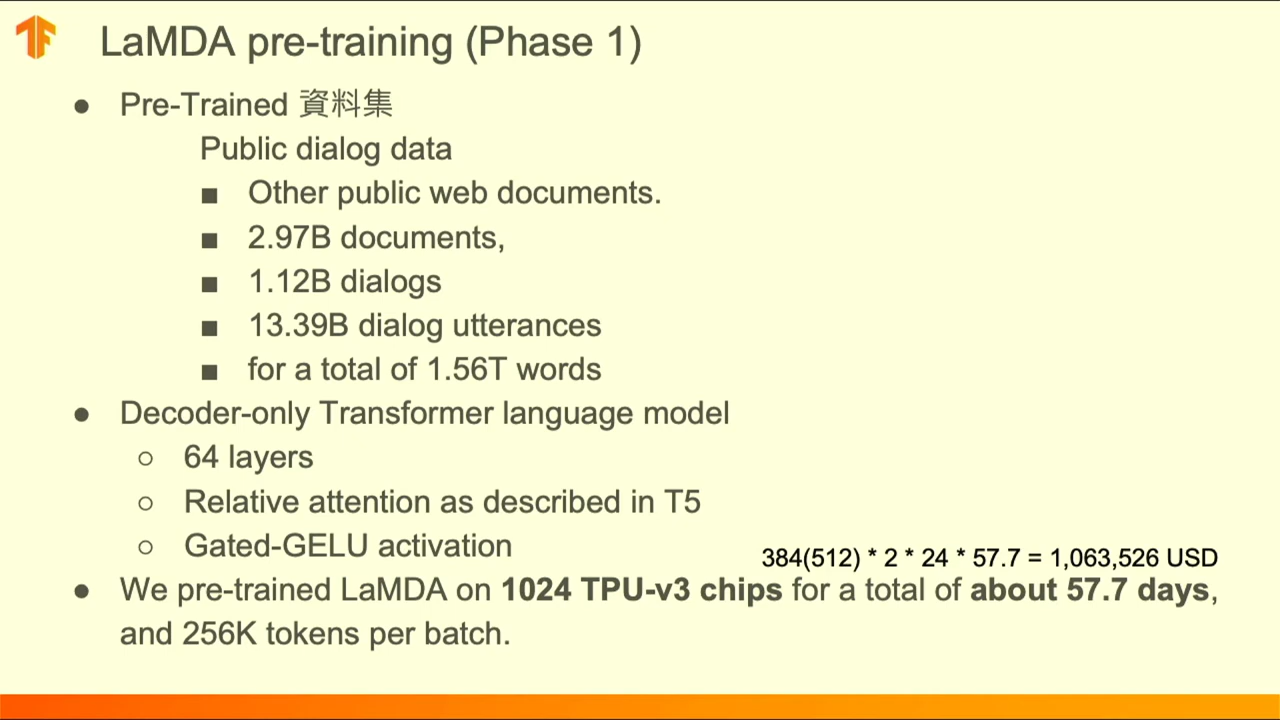 LaMDA pre-training (Phase 1)
● Pre-Trained 資料集
Public dialog data
■ Other public web documents.
■ 2.97B documents,
■ 1.12B dialogs
■ 13.39B dialog utterances
■ for a total of 1.56T words
● Decoder-only Transformer language model
○ 64 layers
○ Relative attention as described in T5
○ Gated-GELU activation
384(512) * 2 * 24 * 57.7 = 1,063,526 USD
● We pre-trained LaMDA on 1024 TPU-v3 chips for a total of about 57.7 days,
and 256K tokens per batch.